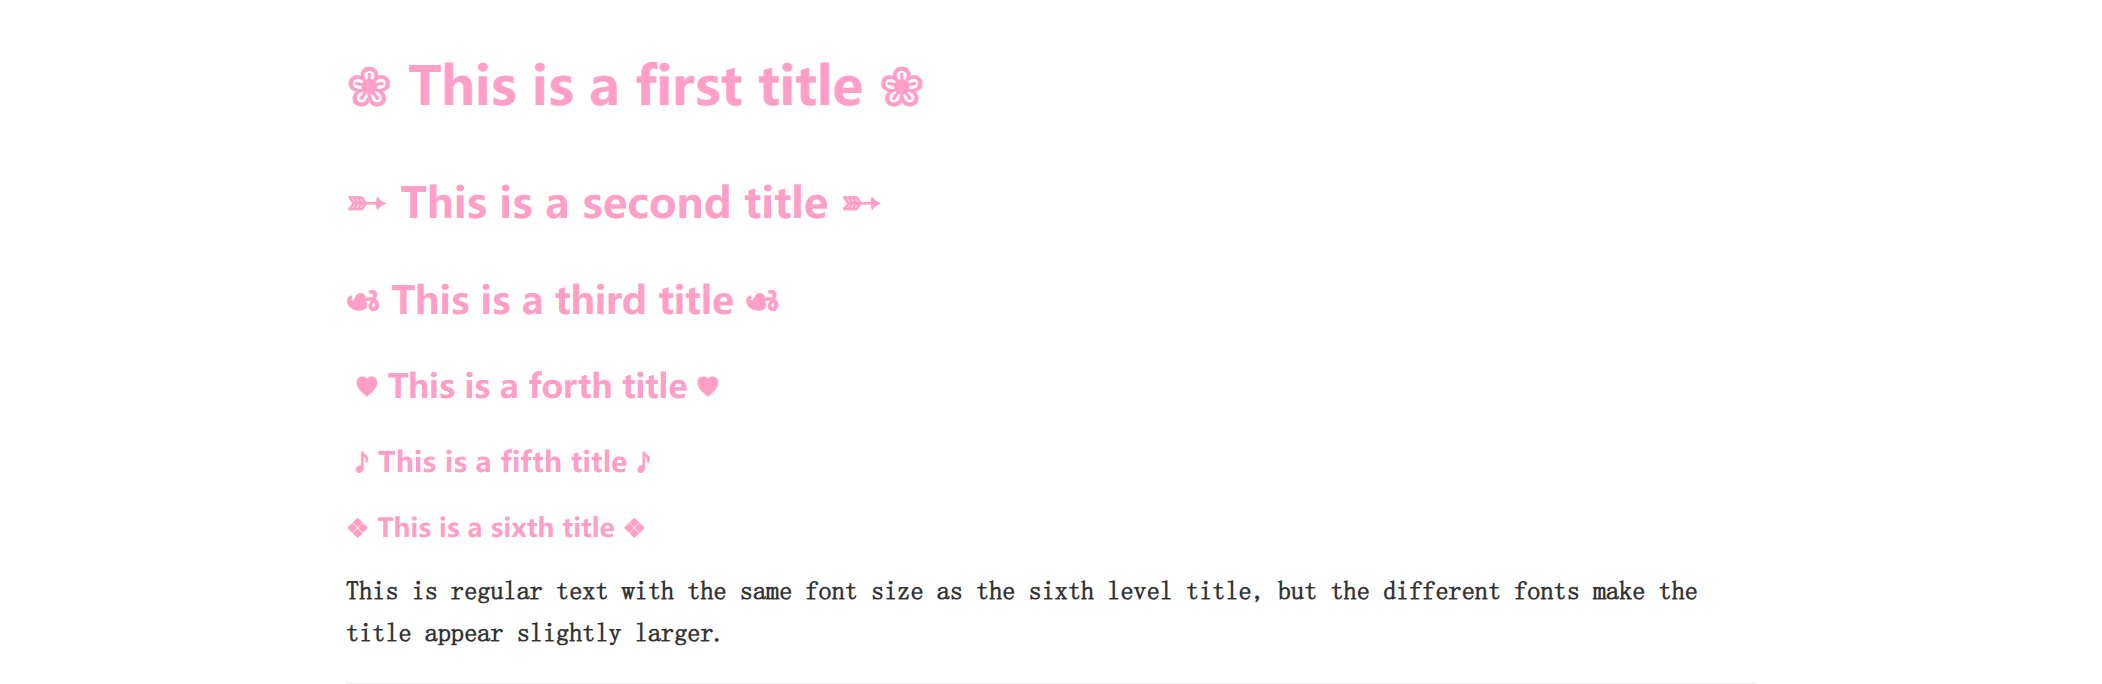 ❀ This is a first title ❀
➳ This is a second title ➳
☙ This is a third title ☙
♥ This is a forth title ♥
♪ This is a fifth title ♪
❖ This is a sixth title ❖
This is regular text with the same font size as the sixth level title, but the different fonts make the
title appear slightly larger.